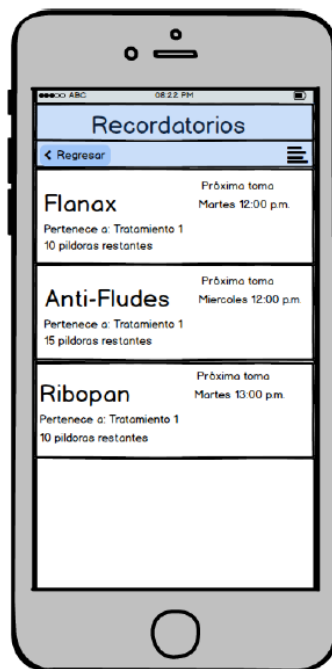 ABC 08:22 PM
Recordatorios
< Regresar
Próxima toma
Flanax
Martes 12:00 p.m.
Pertenece a: Tratamiento 1
10 pildoras restantes
Próxima toma
Anti-Fludes
Miercoles 12:00 p.m.
Pertenece a: Tratamiento 1
15 pildoras restantes
Próxima toma
Ribopan
Martes 13:00 p.m.
Pertenece a: Tratamiento 1
10 pildoras restantes